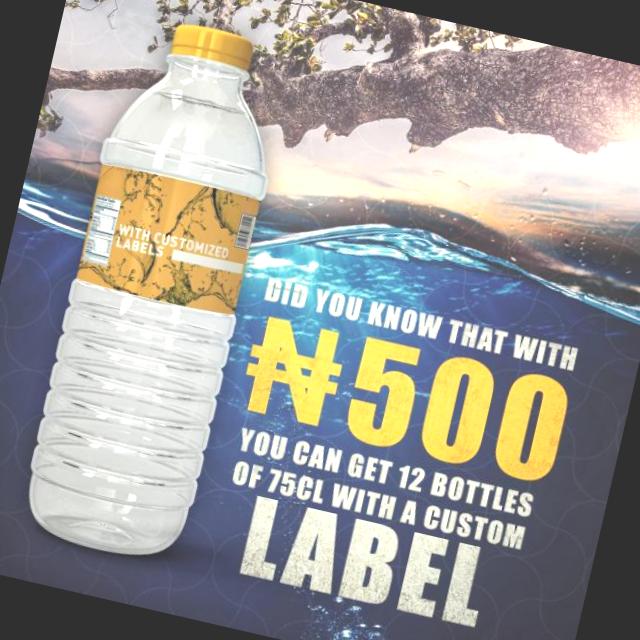 WITH CUSTOMIZED
LABELS
DID YOU KNOW THAT WITH
₦500
YOU CAN GET 12 BOTTLES
OF 75CL WITH A CUSTOM
LABEL